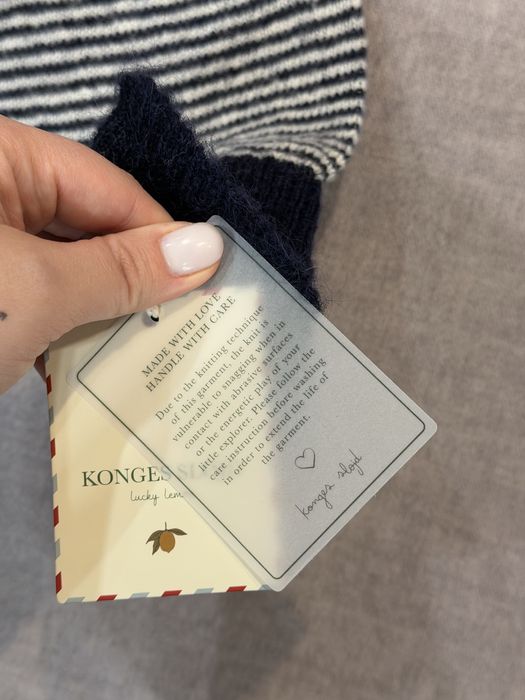 MADE WITH LOVE
HANDLE WITH CARE
Due to the knitting technique
of this garment, the knit is
vulnerable to snagging when in
contact with abrasive surfaces
or the energetic play of your
little explorer. Please follow the
care instruction before washing
in order to extend the life of
the garment.
konges sløjd
KONGES
lucky lem